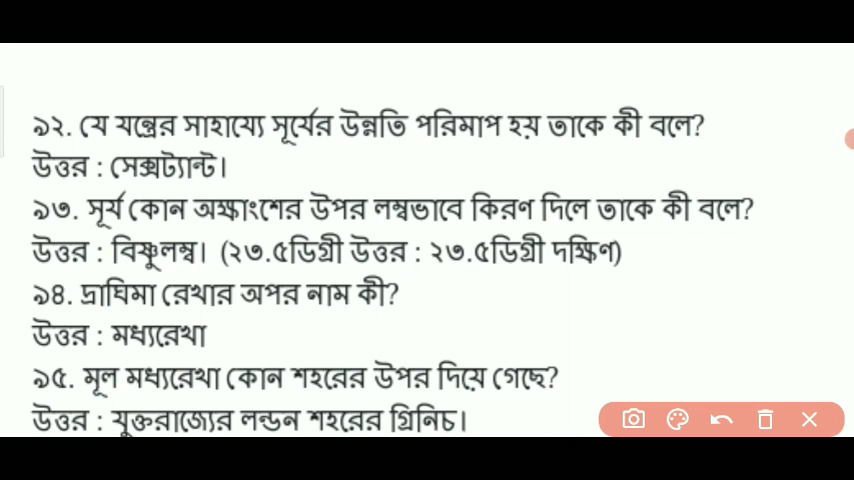 ৯২. যে যন্ত্রের সাহায্যে সূর্যের উন্নতি পরিমাপ হয় তাকে কী বলে?
উত্তর : সেক্সট্যান্ট।
৯৩. সূর্য কোন অক্ষাংশের উপর লম্বভাবে কিরণ দিলে তাকে কী বলে?
উত্তর : বিষ্ণুলম্ব। (২৩.৫ডিগ্রী উত্তর : ২৩.৫ডিগ্রী দক্ষিণ)
৯৪. দ্রাঘিমা রেখার অপর নাম কী?
উত্তর : মধ্যরেখা
৯৫. মূল মধ্যরেখা কোন শহরের উপর দিয়ে গেছে?
উত্তর : যুক্তরাজ্যের লন্ডন শহরের গ্রিনিচ।